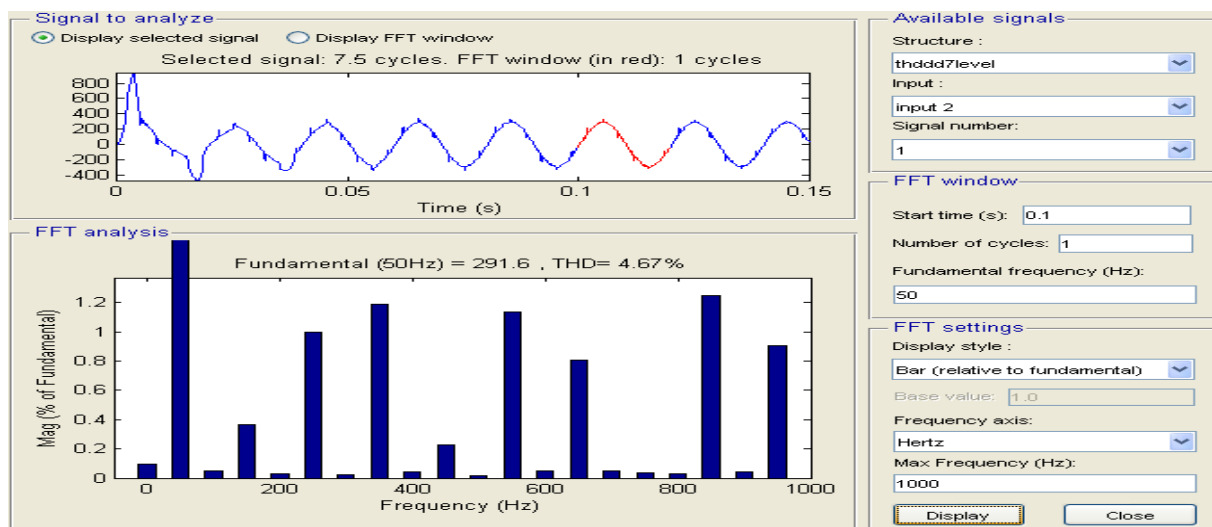 Signal to analyze
Display selected signal Display FFT window
Selected signal: 7.5 cycles. FFT window (in red): 1 cycles
800
600
400
200
0
-200
-400
0 0.05 0.1 0.15
Time (s)
FFT analysis
Fundamental (50Hz) = 291.6 , THD= 4.67%
Mag (% of Fundamental)
1.2
1
0.8
0.6
0.4
0.2
0
0 200 400 600 800 1000
Frequency (Hz)
Available signals
Structure :
thddd7level
Input :
input 2
Signal number:
1
FFT window
Start time (s): 0.1
Number of cycles: 1
Fundamental frequency (Hz):
50
FFT settings
Display style :
Bar (relative to fundamental)
Base value: 1.0
Frequency axis:
Hertz
Max Frequency (Hz):
1000
Display Close